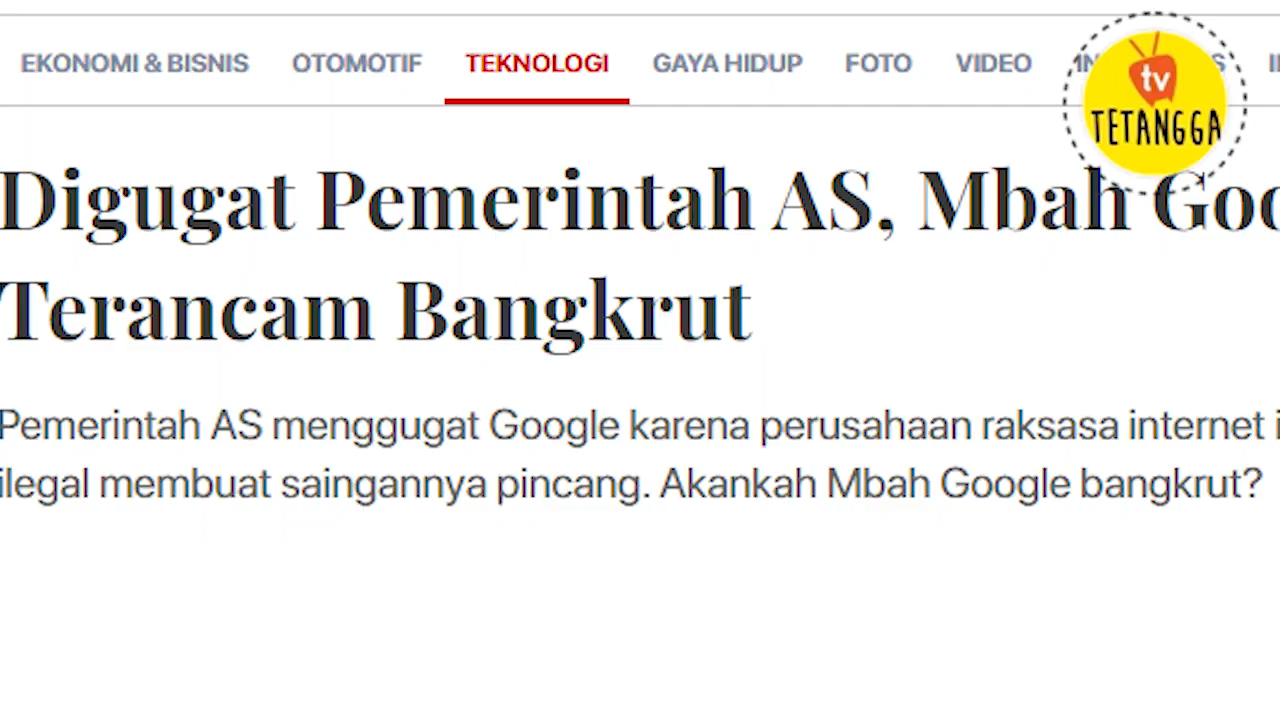 EKONOMI & BISNIS OTOMOTIF TEKNOLOGI GAYA HIDUP FOTO VIDEO
tv
TETANGGA
Digugat Pemerintah AS, Mbah
Terancam Bangkrut
Pemerintah AS menggugat Google karena perusahaan raksasa internet
ilegal membuat saingannya pincang. Akankah Mbah Google bangkrut?